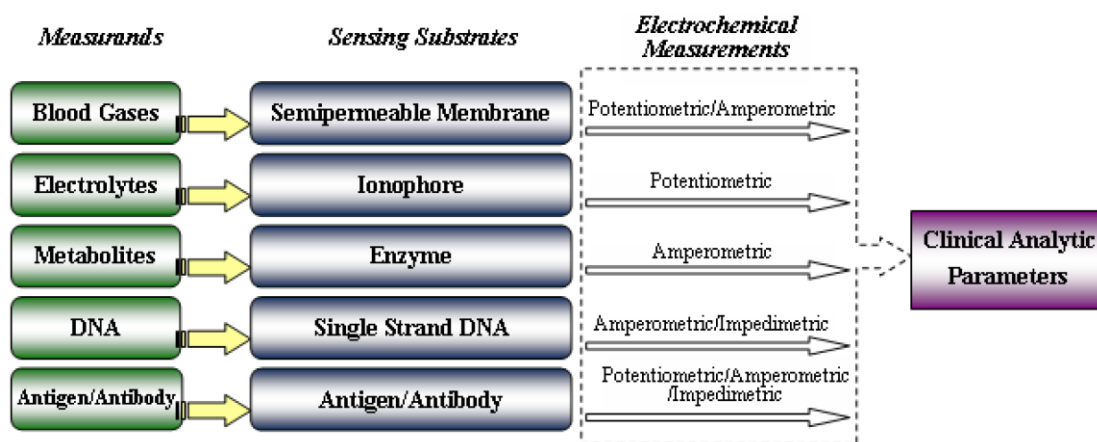 Measurands
Sensing Substrates
Electrochemical
Measurements
Blood Gases
Semipermeable Membrane
Potentiometric/Amperometric
Electrolytes
Ionophore
Potentiometric
Metabolites
Enzyme
Amperometric
DNA
Single Strand DNA
Amperometric/Impedimetric
Antigen/Antibody
Antigen/Antibody
Potentiometric/Amperometric
/Impedimetric
Clinical Analytic
Parameters